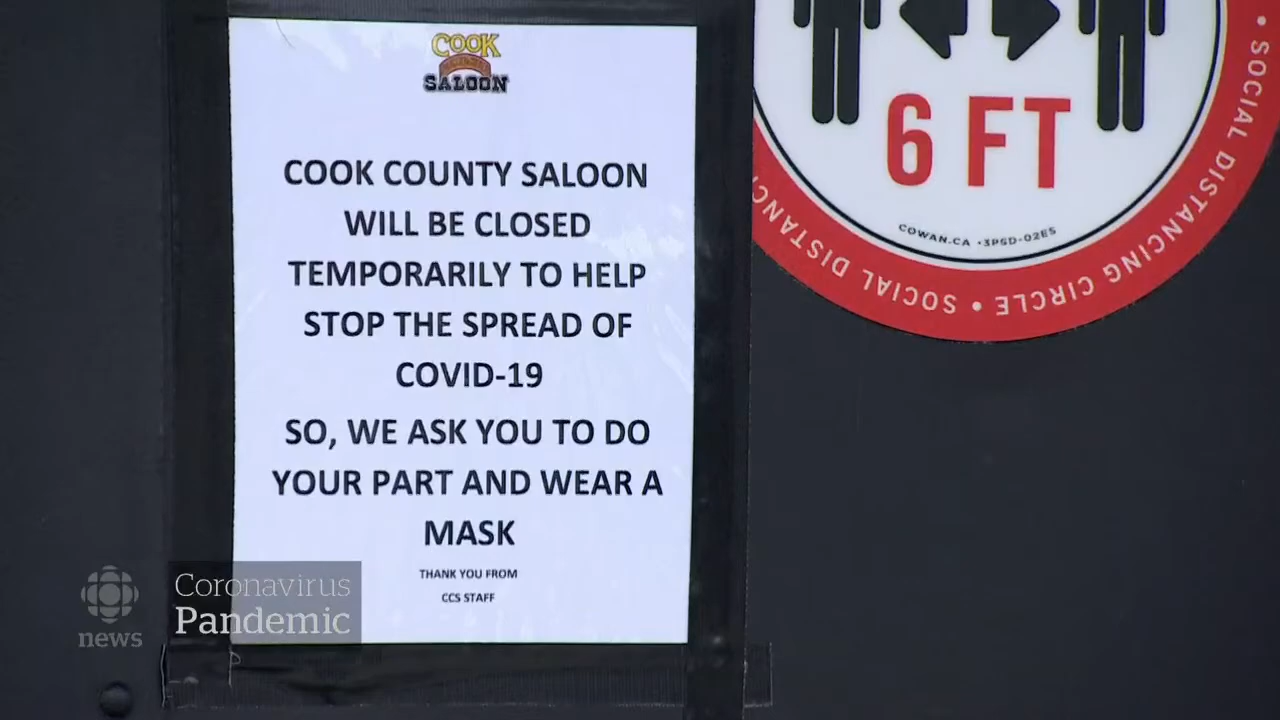 COOK
COUNTY
SALOON
COOK COUNTY SALOON
WILL BE CLOSED
TEMPORARILY TO HELP
STOP THE SPREAD OF
COVID-19
SO, WE ASK YOU TO DO
YOUR PART AND WEAR A
MASK
THANK YOU FROM
CCS STAFF
6 FT
COWAN.CA •3PSD-02ES
SOCIAL DISTANCING CIRCLE • SOCIAL DISTANC
news
Coronavirus
Pandemic